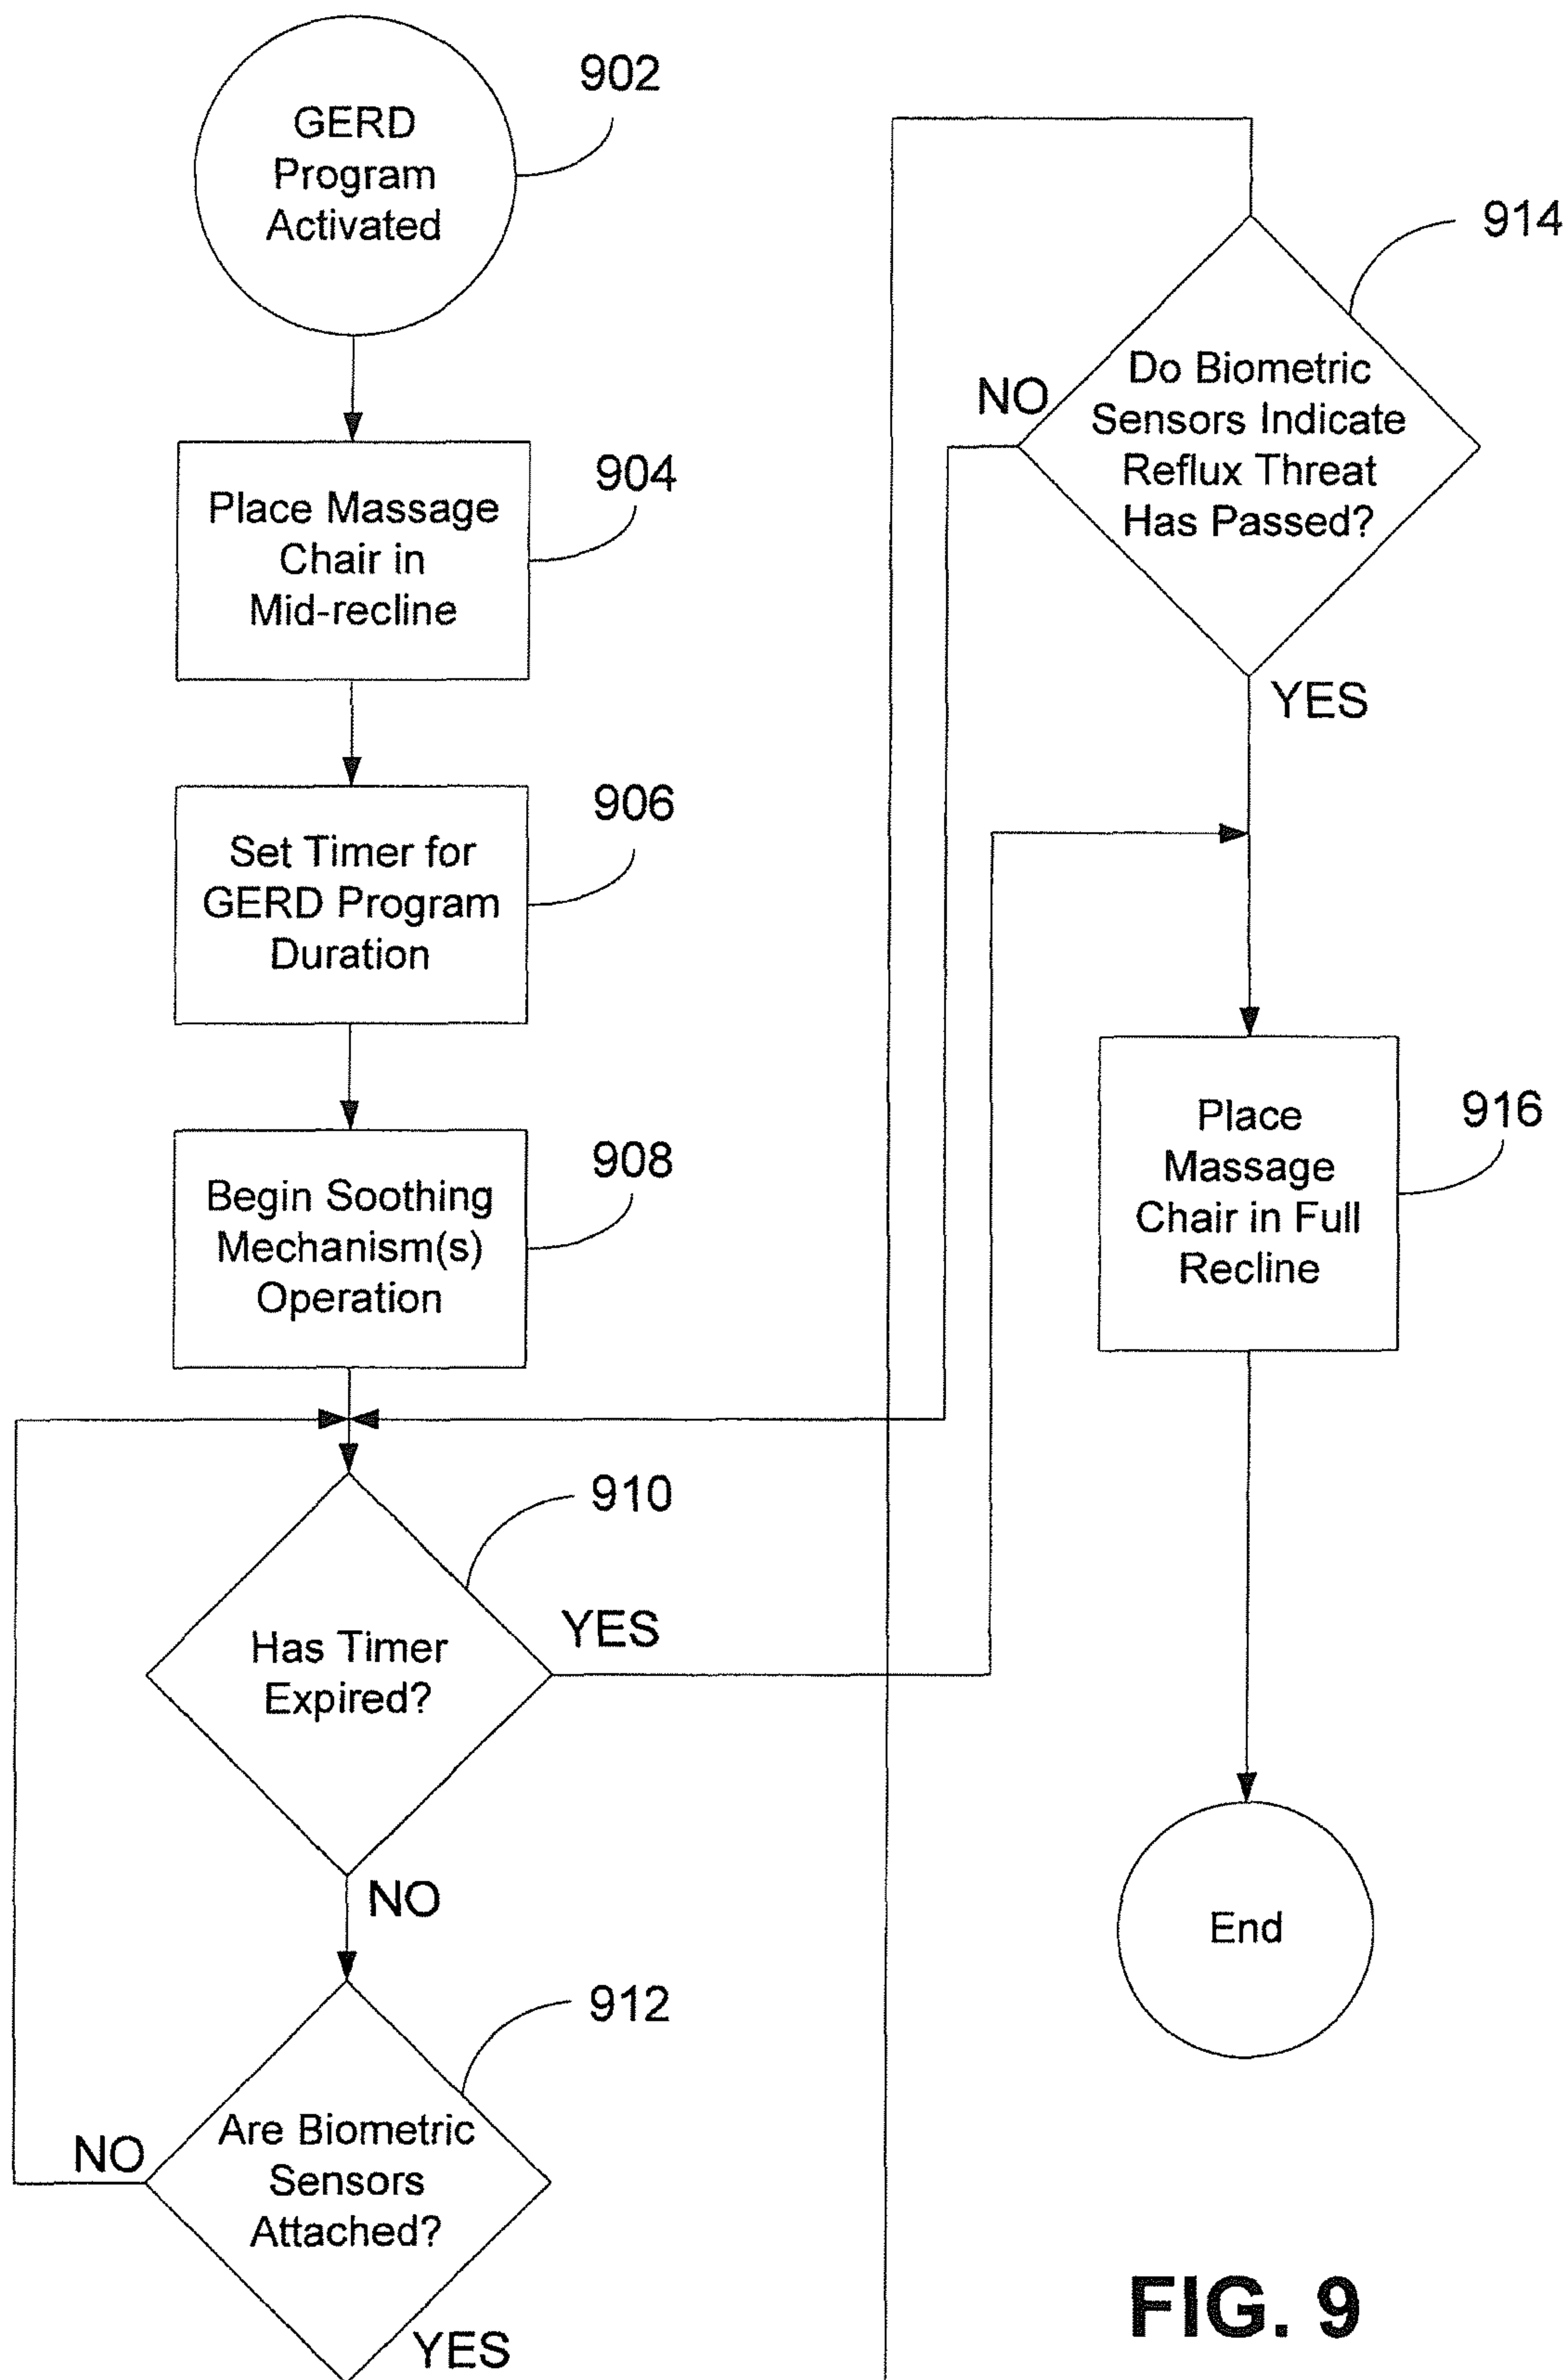 GERD
Program
Activated
902
Place Massage
Chair in
Mid-recline
904
Set Timer for
GERD Program
Duration
906
Begin Soothing
Mechanism(s)
Operation
908
Has Timer
Expired?
910
YES
NO
Are Biometric
Sensors
Attached?
912
NO
YES
Do Biometric
Sensors Indicate
Reflux Threat
Has Passed?
914
NO
YES
Place
Massage
Chair in Full
Recline
916
End
FIG. 9